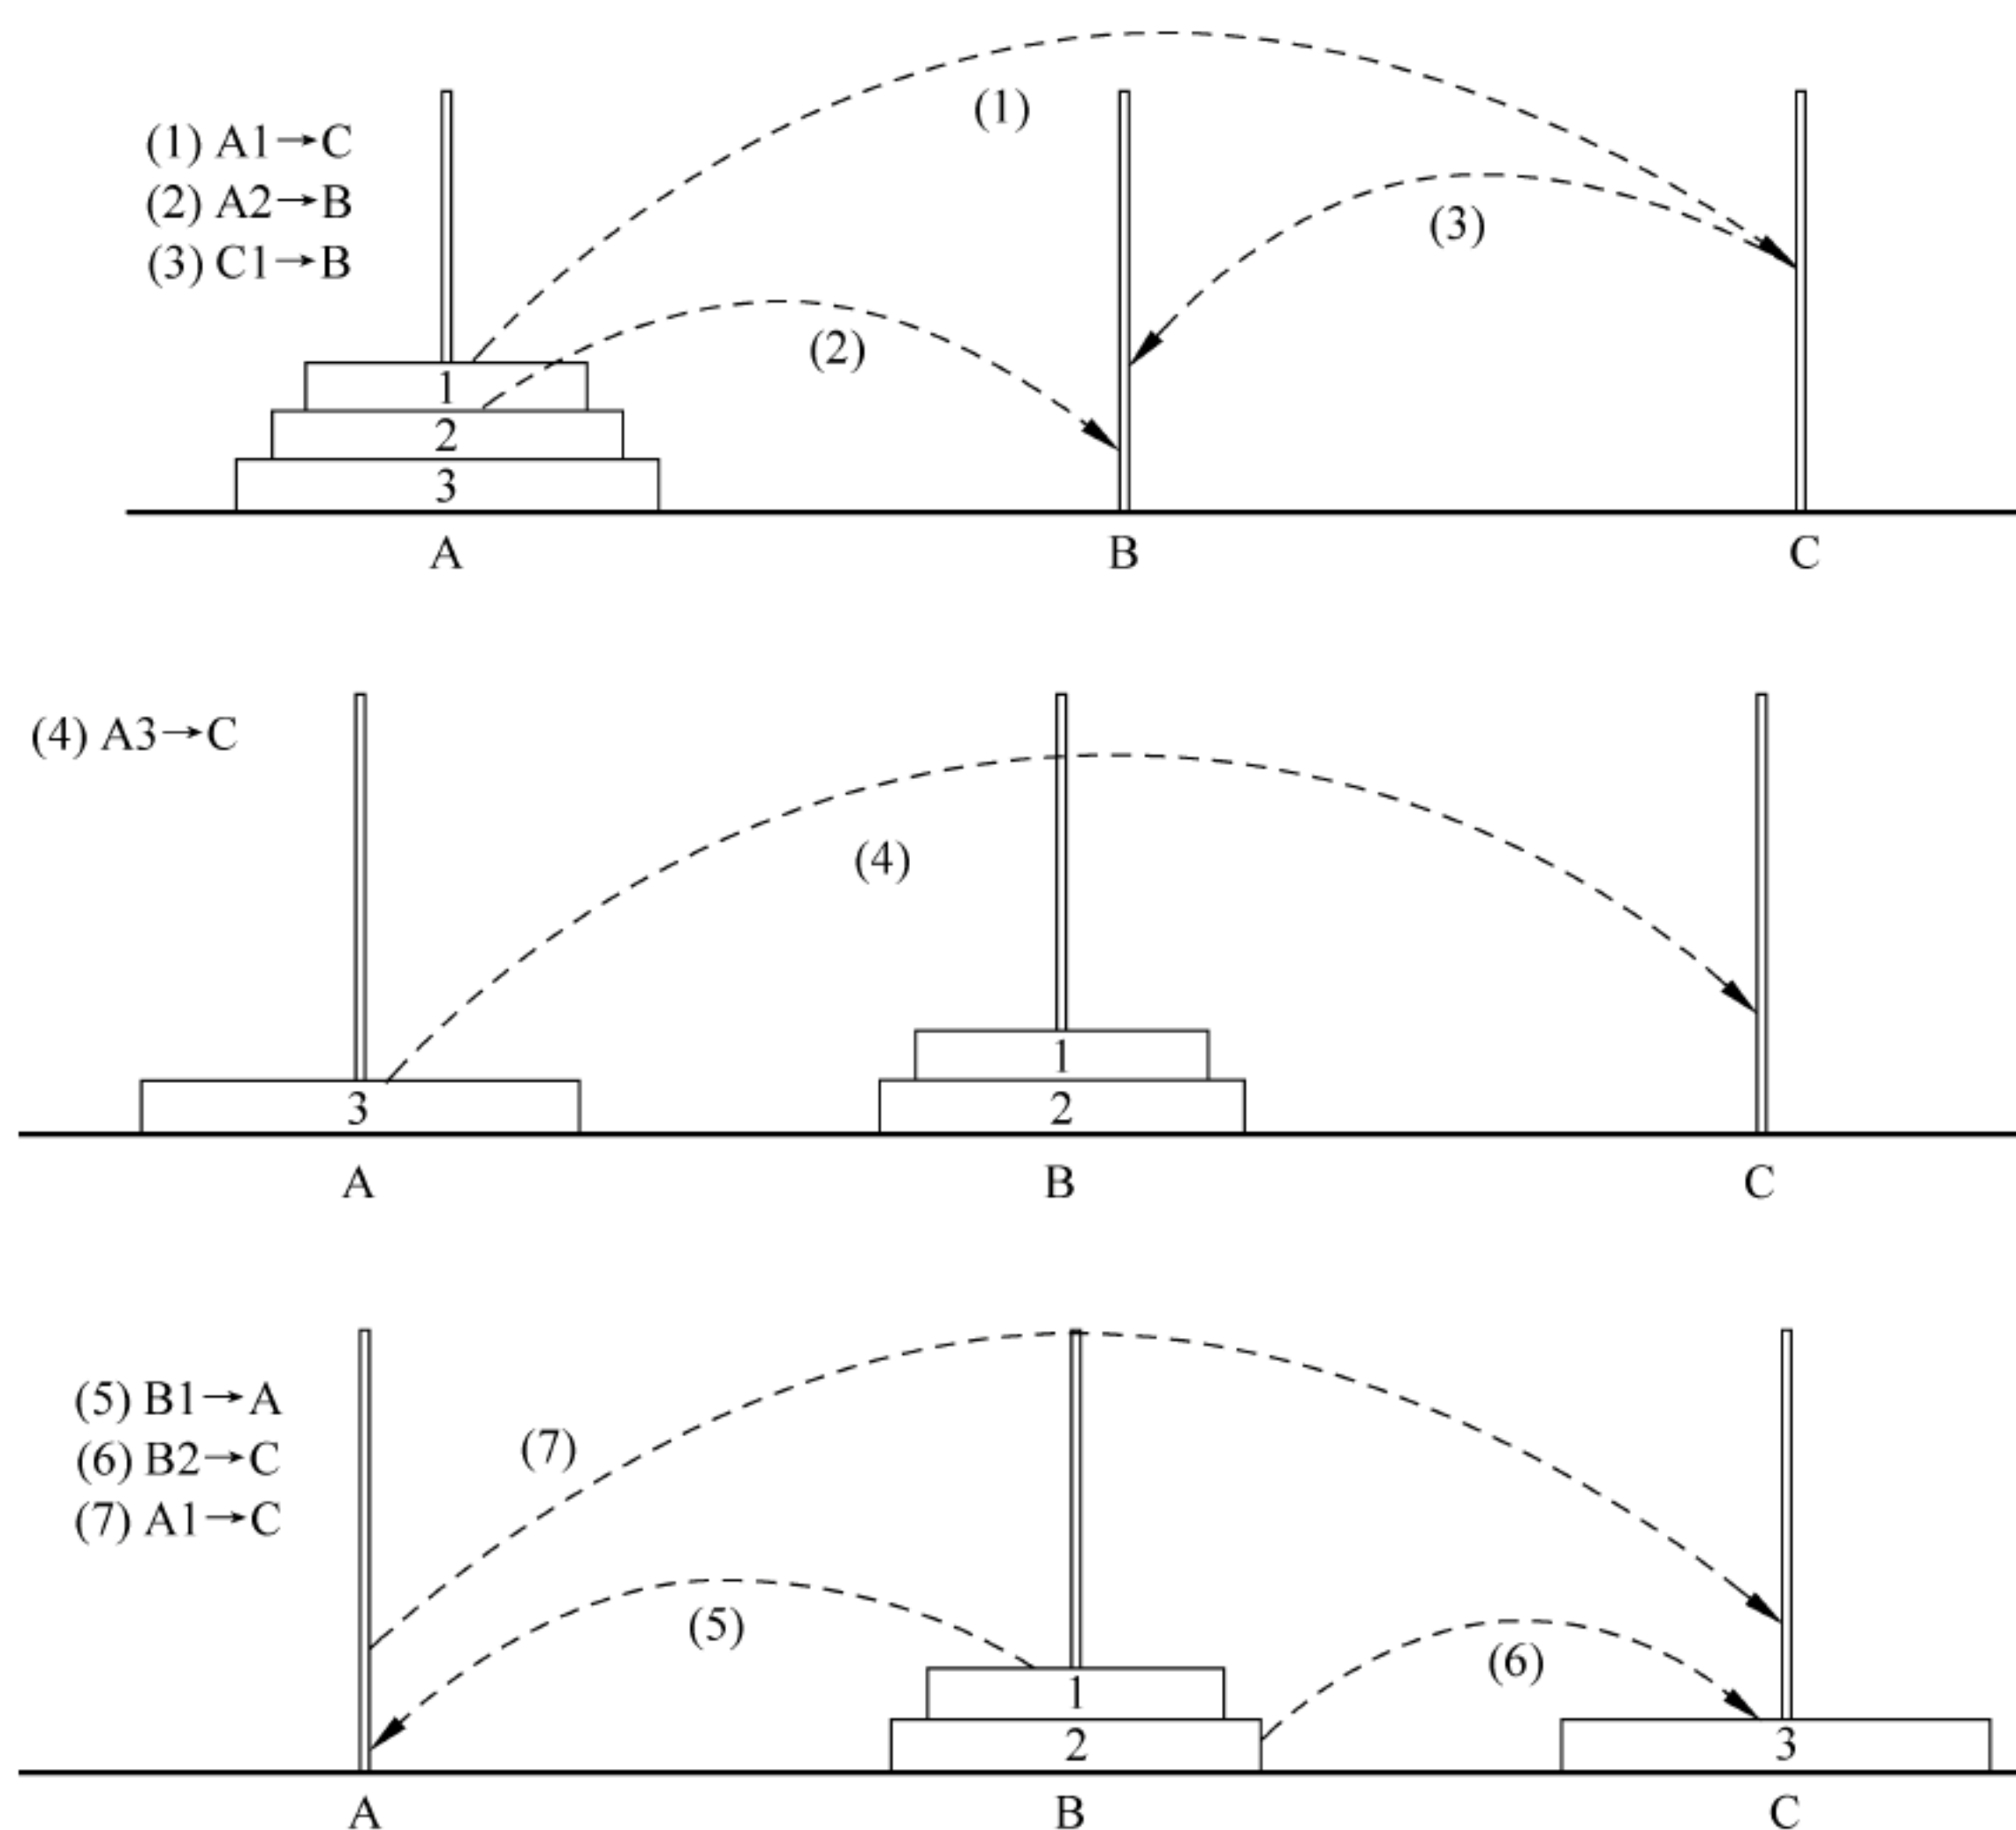 (1) A1→C
(2) A2→B
(3) C1→B
(1)
(3)
(2)
1
2
3
A B C
(4) A3→C
(4)
1
3 2
A B C
(5) B1→A
(6) B2→C
(7) A1→C
(7)
(5)
(6)
1
2 3
A B C